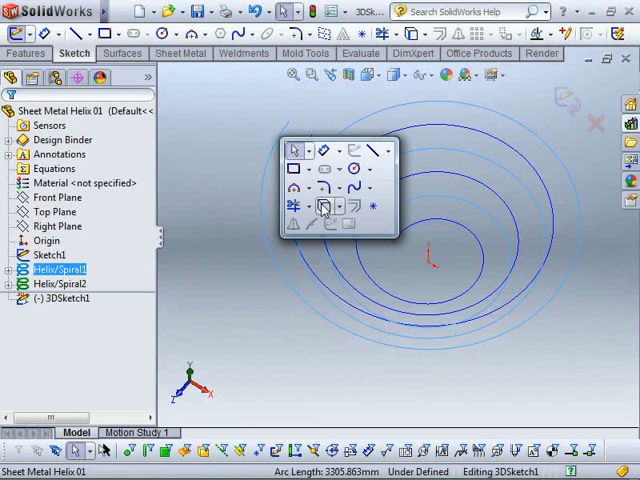 SolidWorks
3DSk...
Search SolidWorks Help
Features
Sketch
Surfaces
Sheet Metal
Weldments
Mold Tools
Evaluate
DimXpert
Office Products
Render
Sheet Metal Helix 01 (Default<<
Sensors
Design Binder
Annotations
Equations
Material <not specified>
Front Plane
Top Plane
Right Plane
Origin
Sketch1
Helix/Spiral1
Helix/Spiral2
(-) 3DSketch1
Y
Z
X
Model
Motion Study 1
Sheet Metal Helix 01
Arc Length: 3305.863mm
Under Defined
Editing 3DSketch1